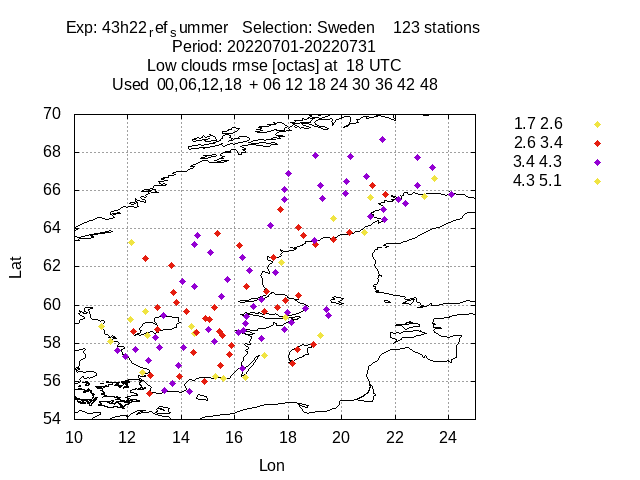 Exp: 43h22ref summer   Selection: Sweden    123 stations
Period: 20220701-20220731
Low clouds rmse [octas] at  18 UTC
Used  00,06,12,18  + 06 12 18 24 30 36 42 48
1.7 2.6
2.6 3.4
3.4 4.3
4.3 5.1
70
68
66
64
62
60
58
56
54
Lat
10 12 14 16 18 20 22 24
Lon